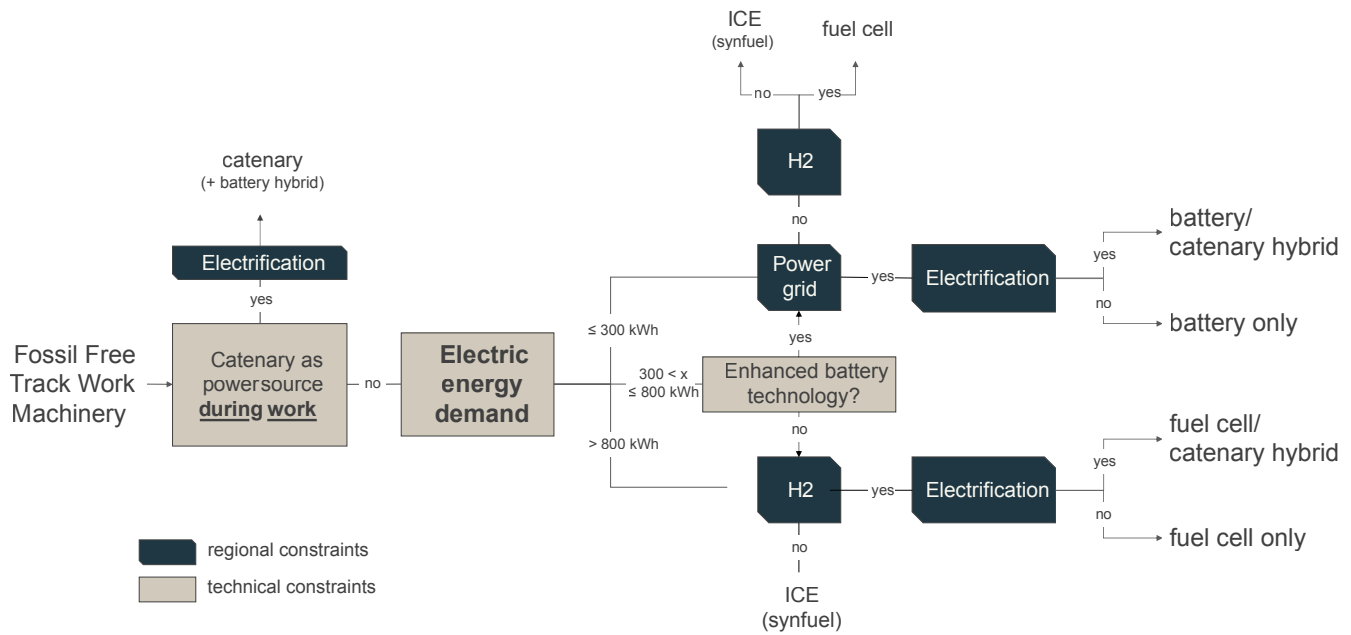 ICE
(synfuel)
fuel cell
no
yes
H2
catenary
(+ battery hybrid)
no
battery/
catenary hybrid
Electrification
Power
grid
yes
Electrification
yes
yes
no
≤ 300 kWh
battery only
yes
Fossil Free
Track Work
Machinery
Catenary as
powersource
during work
no
Electric
energy
demand
300 < x
≤ 800 kWh
Enhanced battery
technology?
no
> 800 kWh
fuel cell/
catenary hybrid
yes
H2
yes
Electrification
no
fuel cell only
no
regional constraints
technical constraints
ICE
(synfuel)